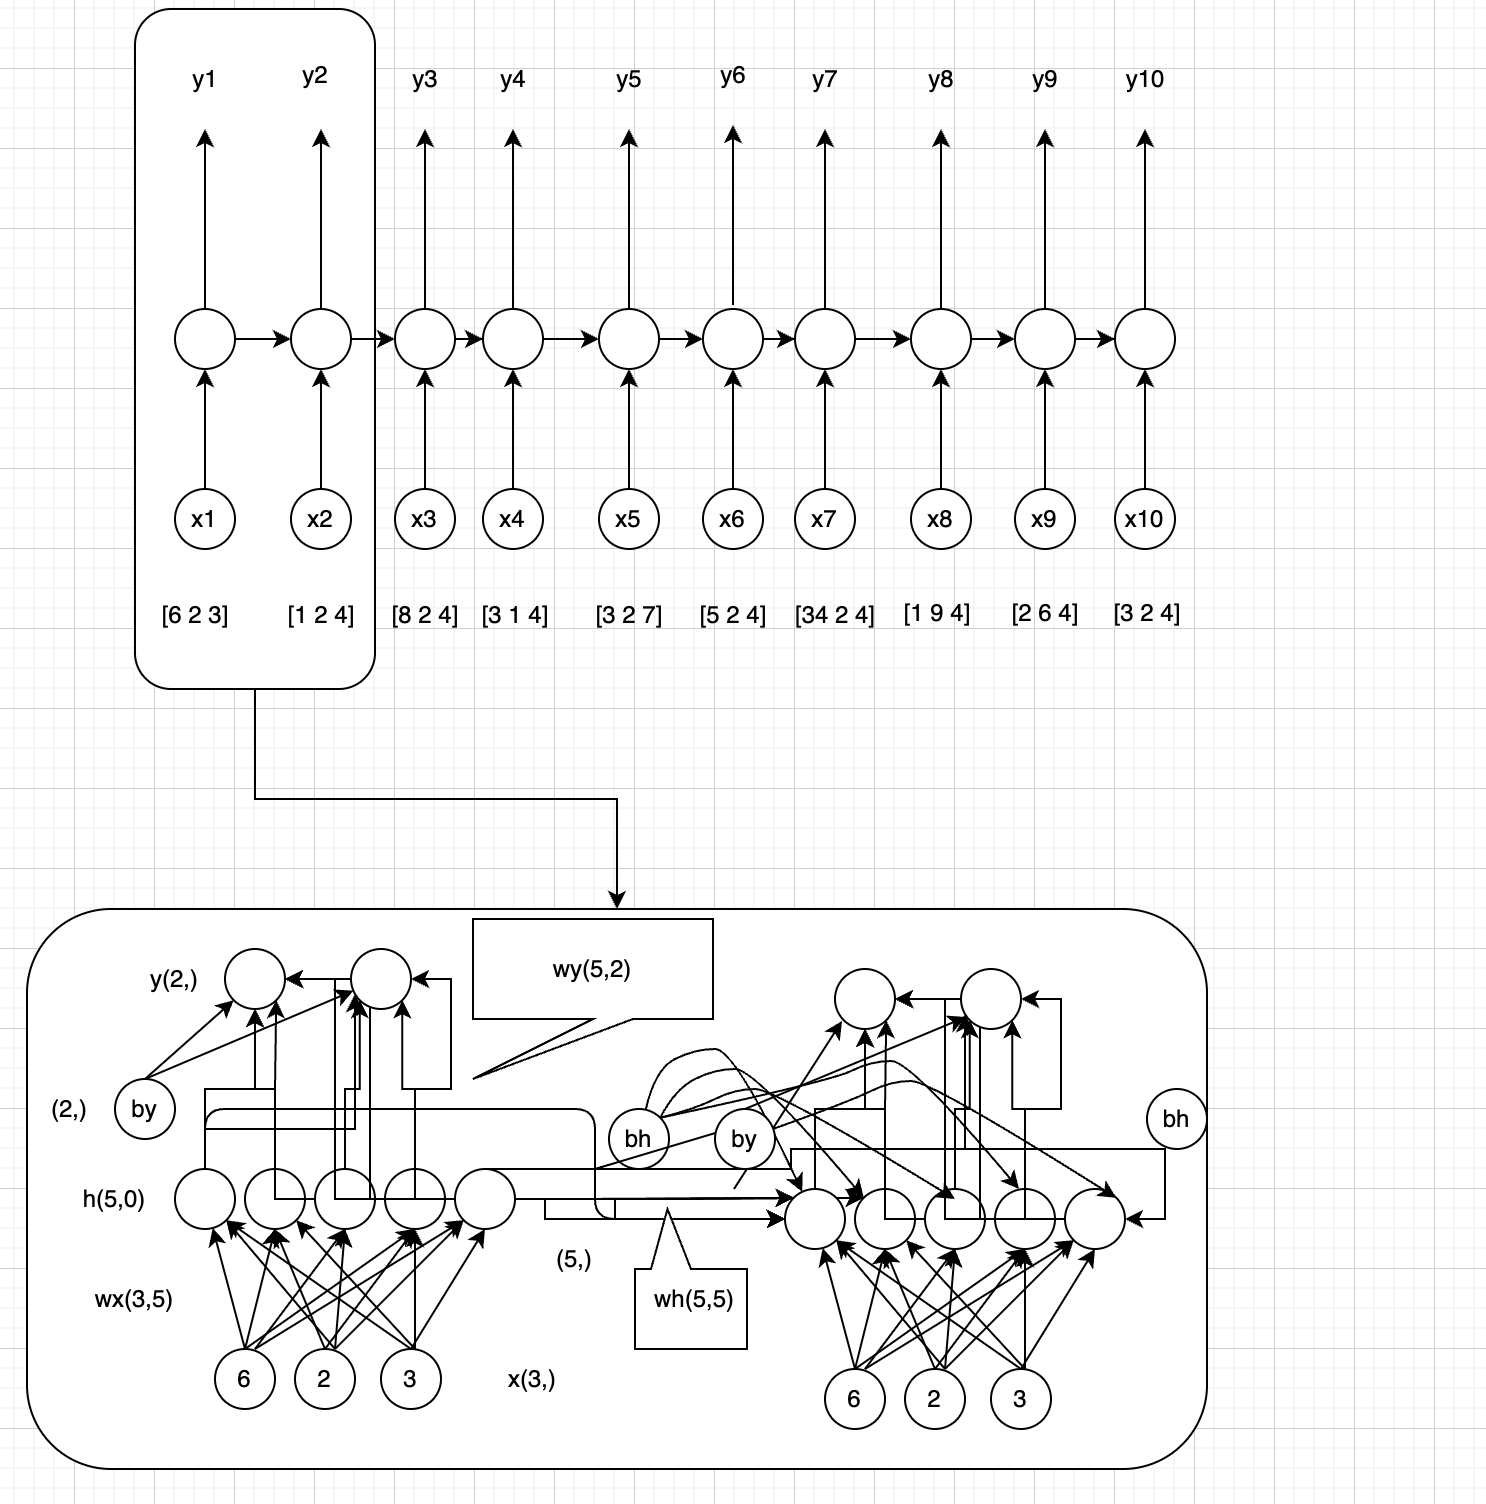 y1 y2 y3 y4 y5 y6 y7 y8 y9 y10
x1 x2 x3 x4 x5 x6 x7 x8 x9 x10
[6 2 3] [1 2 4] [8 2 4] [3 1 4] [3 2 7] [5 2 4] [34 2 4] [1 9 4] [2 6 4] [3 2 4]
y(2,) wy(5,2)
(2,) by bh by bh
h(5,0)
(5,)
wx(3,5) wh(5,5)
6 2 3 x(3,) 6 2 3